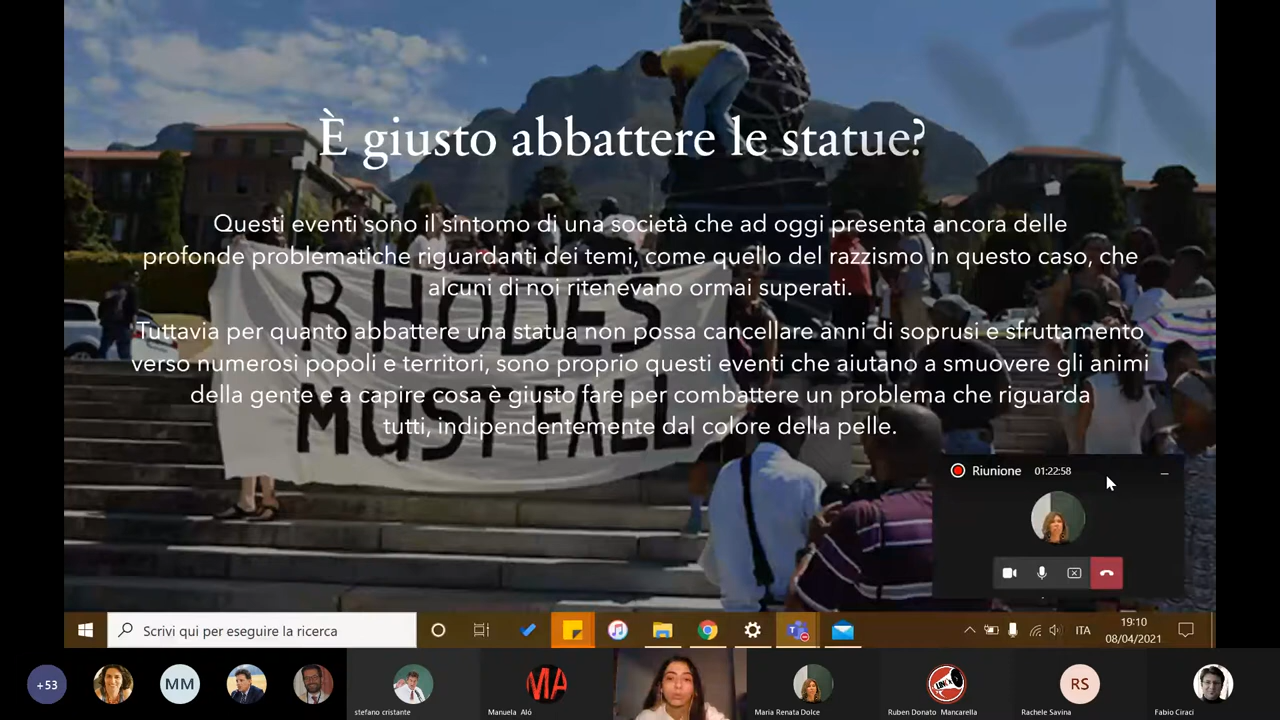 È giusto abbattere le statue?
Questi eventi sono il sintomo di una società che ad oggi presenta ancora delle
profonde problematiche riguardanti dei temi, come quello del razzismo in questo caso, che
alcuni di noi ritenevano ormai superati.
Tuttavia per quanto abbattere una statua non possa cancellare anni di soprusi e sfruttamento
verso numerosi popoli e territori, sono proprio questi eventi che aiutano a smuovere gli animi
della gente e a capire cosa è giusto fare per combattere un problema che riguarda
tutti, indipendentemente dal colore della pelle.
RHODES
MUST FALL
Riunione 01:22:58
Scrivi qui per eseguire la ricerca
ITA
19:10
08/04/2021
+53
MM
MA
RS
stefano cristante
Manuela Aló
Maria Renata Dolce
Ruben Donato Mancarella
Rachele Savina
Fabio Ciraci